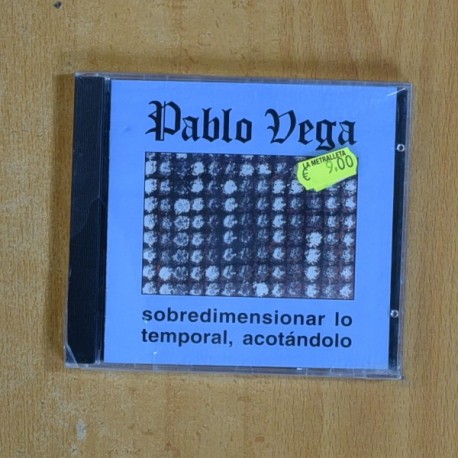 Pablo Vega
LA METRALLETA
€ 9,00
sobredimensionar lo
temporal, acotándolo